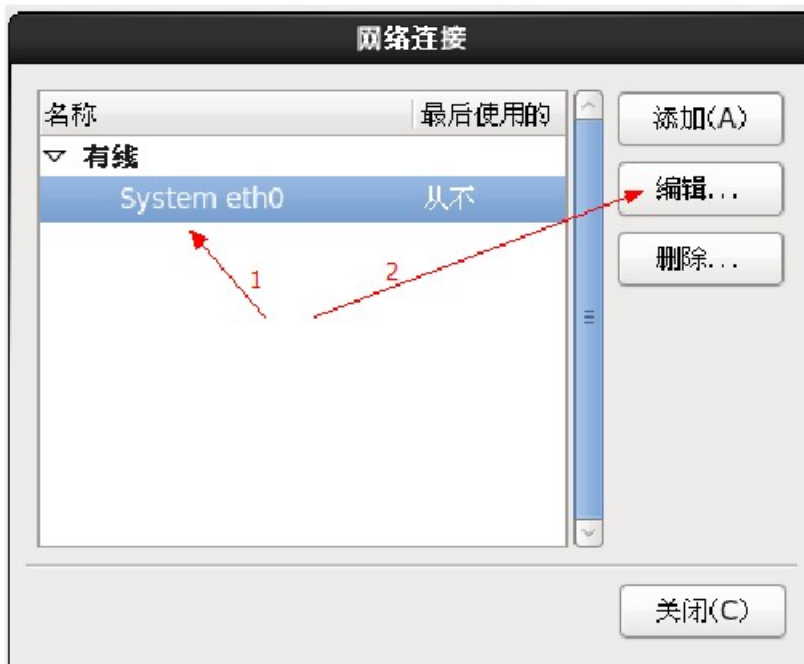 网络连接
名称 最后使用的
有线
System eth0 从不
添加(A)
编辑...
删除...
1
2
关闭(C)